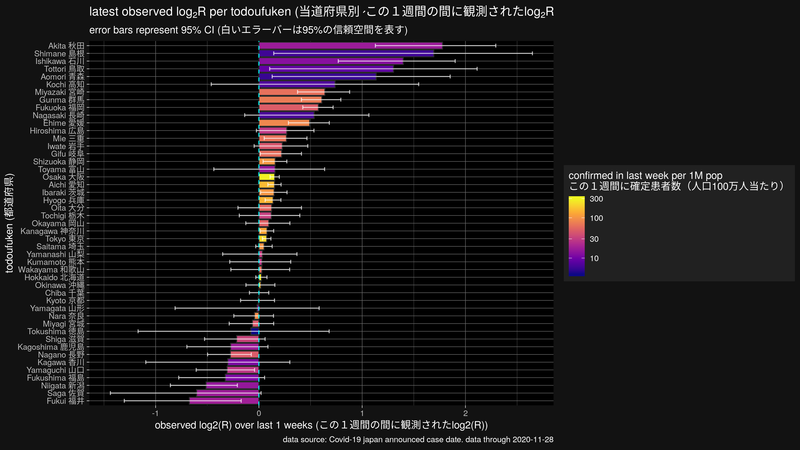 latest observed log₂R per todoufuken (当道府県別 -この１週間の間に観測されたlog₂R
error bars represent 95% CI (白いエラーバーは95%の信頼空間を表す)
todoufuken (都道府県)
Akita 秋田
Shimane 島根
Ishikawa 石川
Tottori 鳥取
Aomori 青森
Kochi 高知
Miyazaki 宮崎
Gunma 群馬
Fukuoka 福岡
Nagasaki 長崎
Ehime 愛媛
Hiroshima 広島
Mie 三重
Iwate 岩手
Gifu 岐阜
Shizuoka 静岡
Toyama 富山
Osaka 大阪
Aichi 愛知
Ibaraki 茨城
Hyogo 兵庫
Oita 大分
Tochigi 栃木
Okayama 岡山
Kanagawa 神奈川
Tokyo 東京
Saitama 埼玉
Yamanashi 山梨
Kumamoto 熊本
Wakayama 和歌山
Hokkaido 北海道
Okinawa 沖縄
Chiba 千葉
Kyoto 京都
Yamagata 山形
Nara 奈良
Miyagi 宮城
Tokushima 徳島
Shiga 滋賀
Kagoshima 鹿児島
Nagano 長野
Kagawa 香川
Yamaguchi 山口
Fukushima 福島
Niigata 新潟
Saga 佐賀
Fukui 福井
-1 0 1 2
observed log2(R) over last 1 weeks (この１週間の間に観測されたlog2(R))
data source: Covid-19 japan announced case date. data through 2020-11-28
confirmed in last week per 1M pop
この１週間に確定患者数（人口100万人当たり）
300
100
30
10